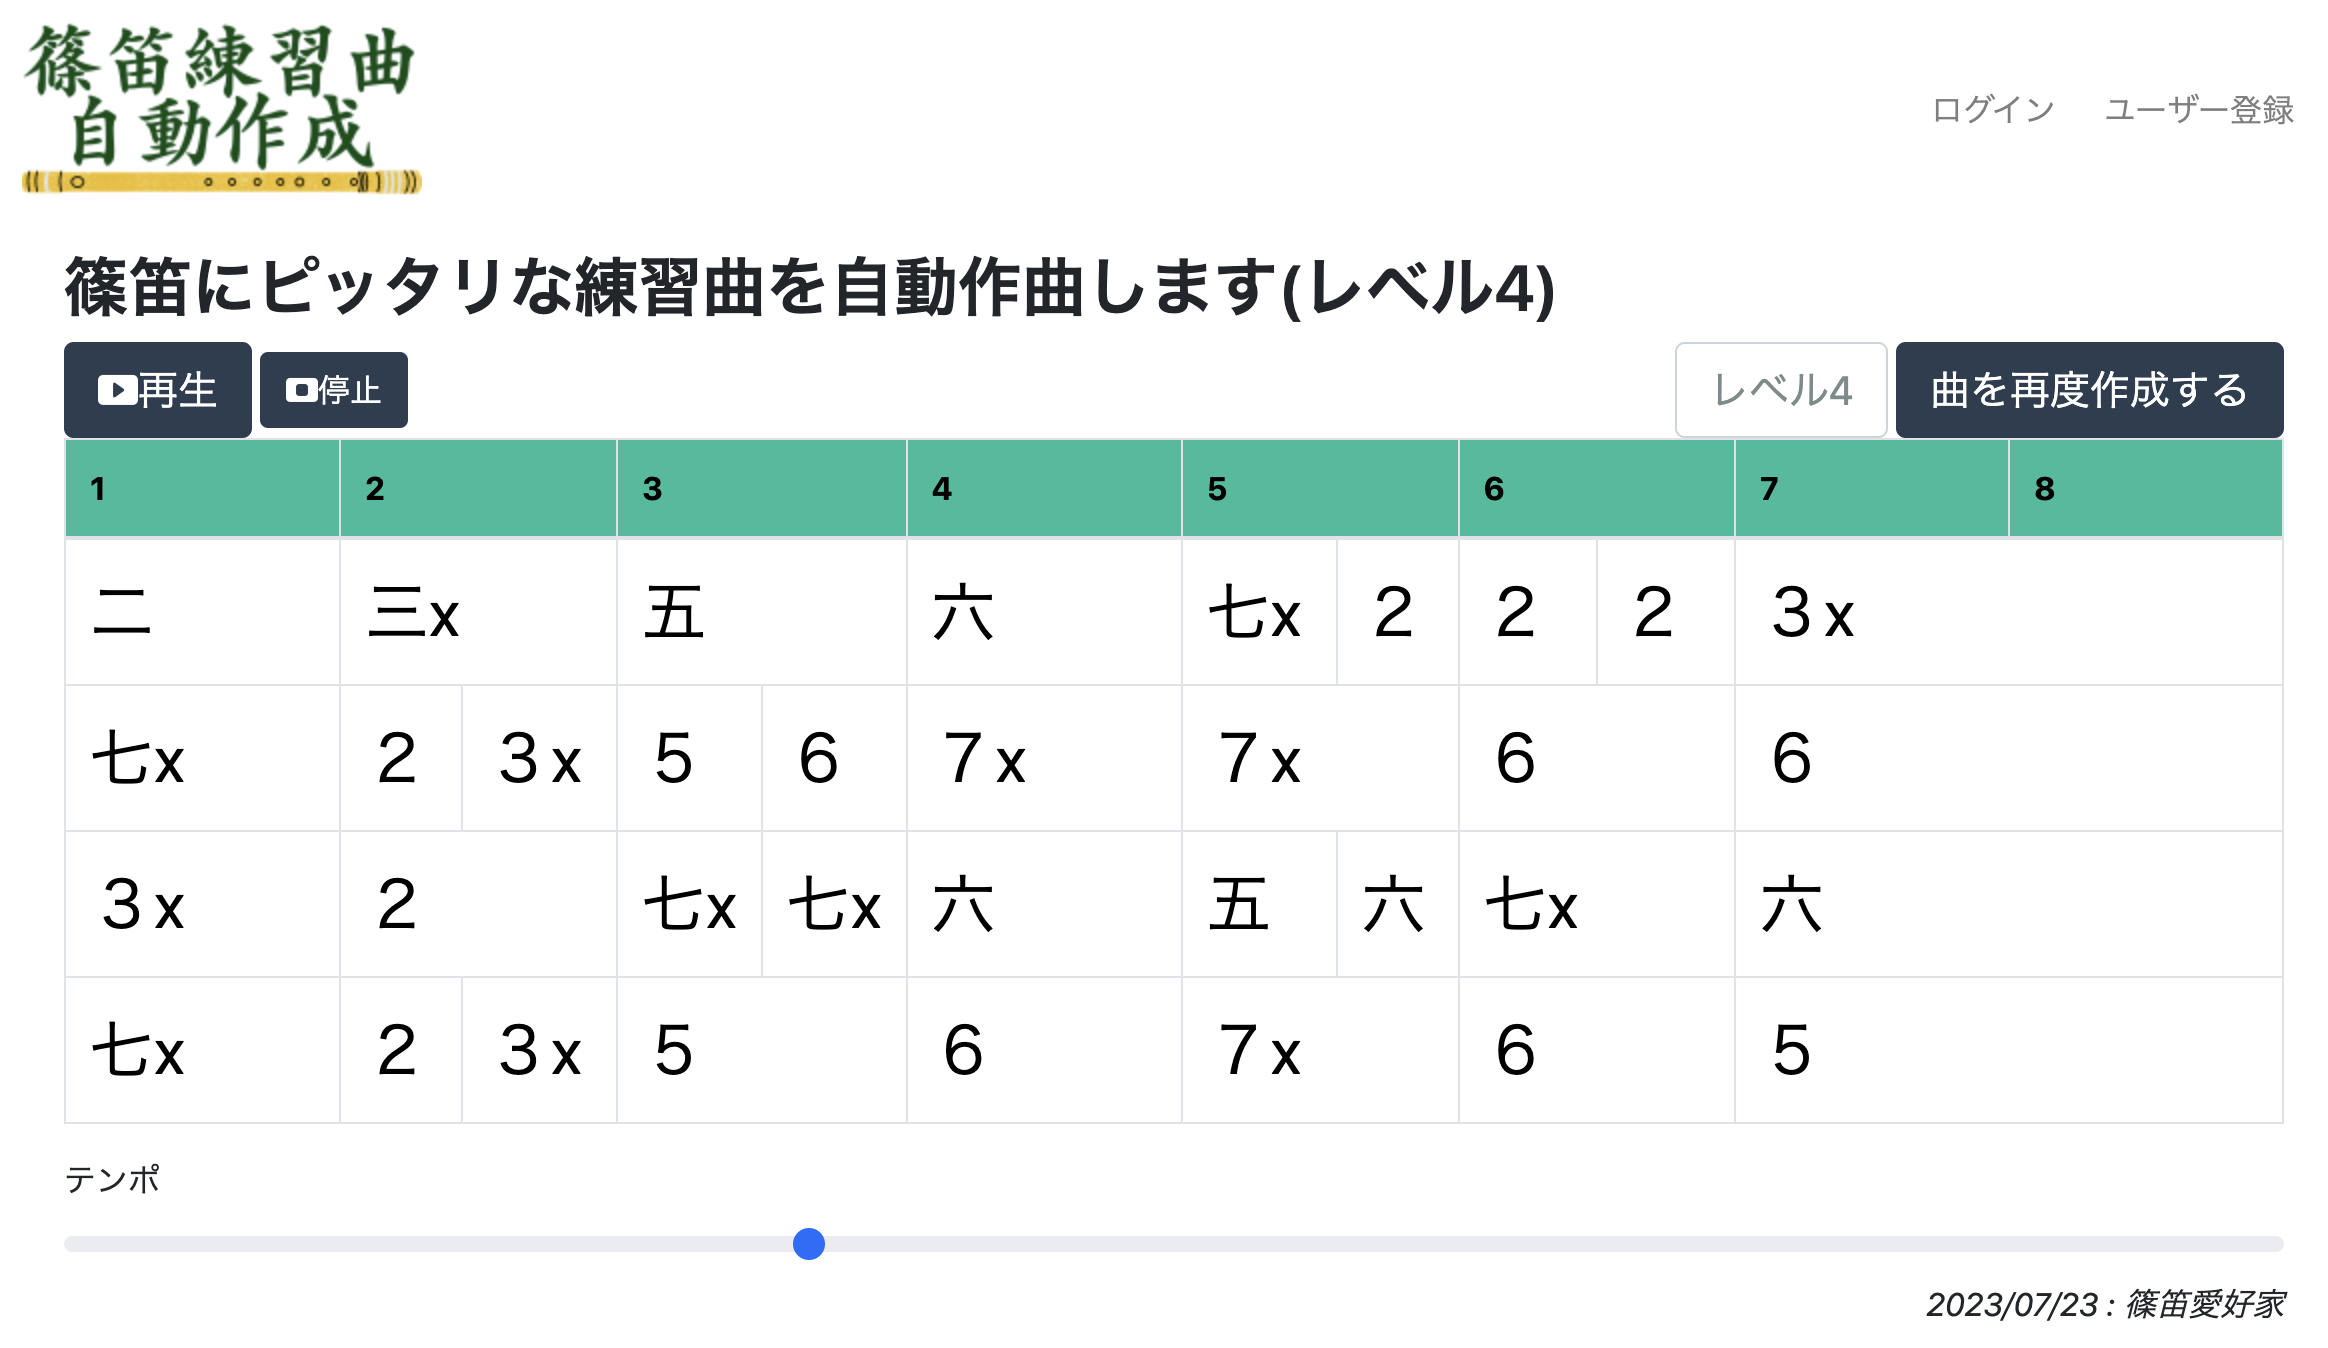 篠笛練習曲
自動作成
ログイン ユーザー登録
篠笛にピッタリな練習曲を自動作曲します(レベル4)
再生 停止 レベル4 曲を再度作成する
1 2 3 4 5 6 7 8
二 三x 五 六 七x ２ ２ ２ ３x
七x ２ ３x ５ ６ ７x ７x ６ ６
３x ２ 七x 七x 六 五 六 七x 六
七x ２ ３x ５ ６ ７x ６ ５
テンポ
2023/07/23 : 篠笛愛好家